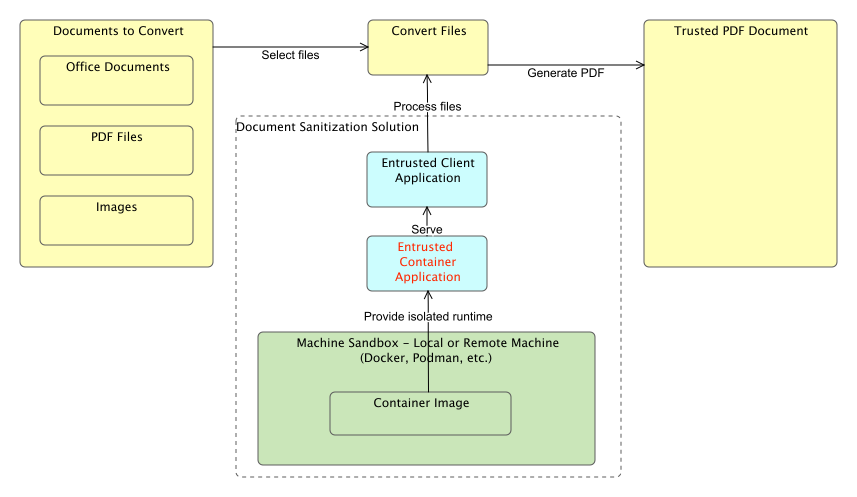 Documents to Convert
Office Documents
PDF Files
Images
Select files
Convert Files
Generate PDF
Trusted PDF Document
Process files
Document Sanitization Solution
Entrusted Client
Application
Serve
Entrusted
Container
Application
Provide isolated runtime
Machine Sandbox - Local or Remote Machine
(Docker, Podman, etc.)
Container Image